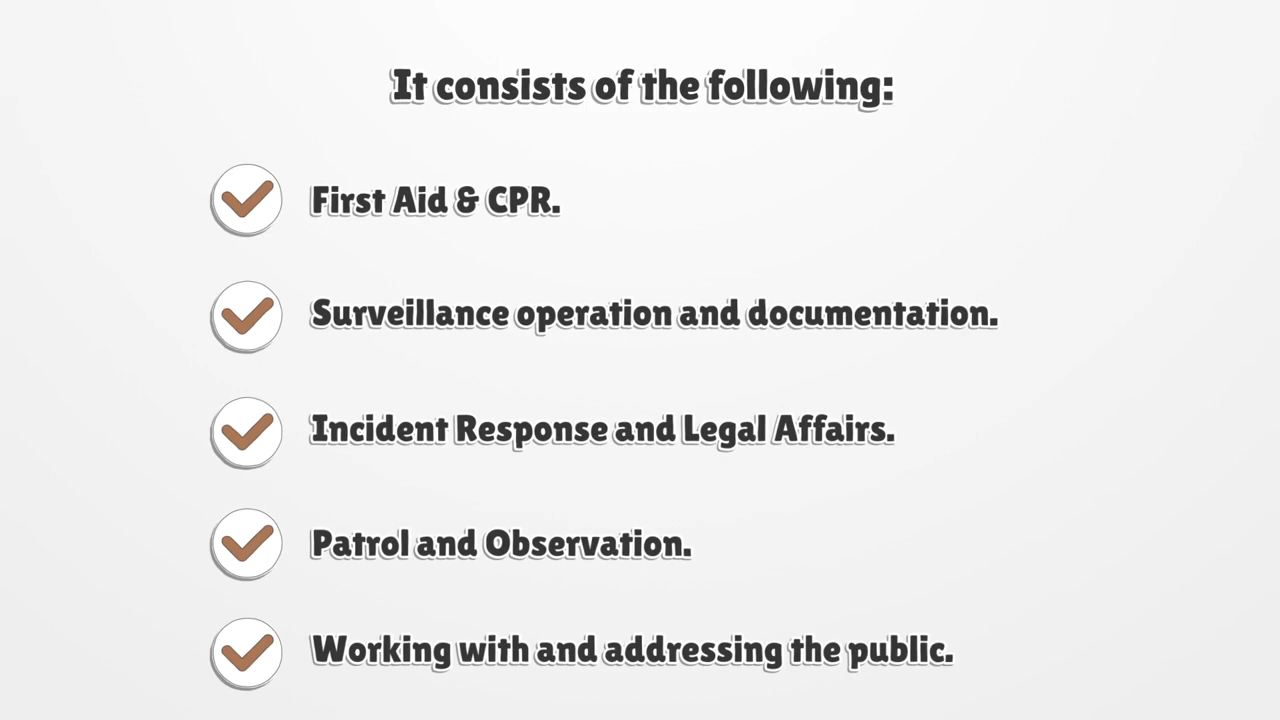 It consists of the following:
First Aid & CPR.
Surveillance operation and documentation.
Incident Response and Legal Affairs.
Patrol and Observation.
Working with and addressing the public.